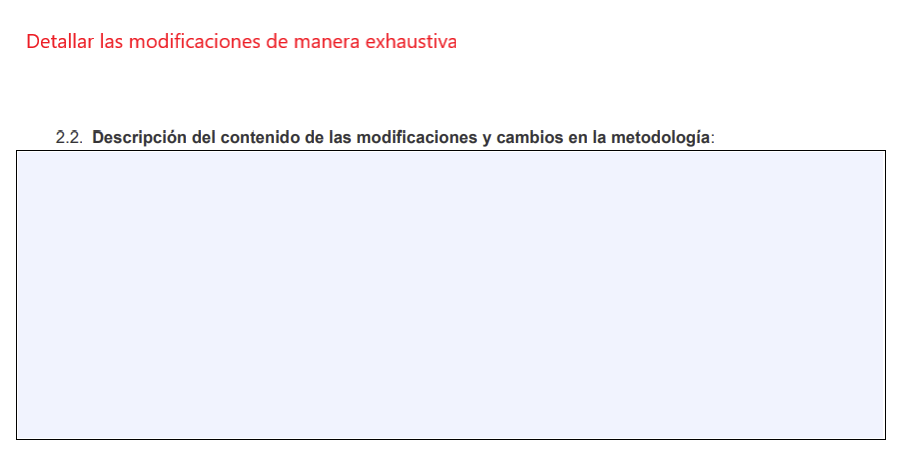 Detallar las modificaciones de manera exhaustiva
2.2. Descripción del contenido de las modificaciones y cambios en la metodología: